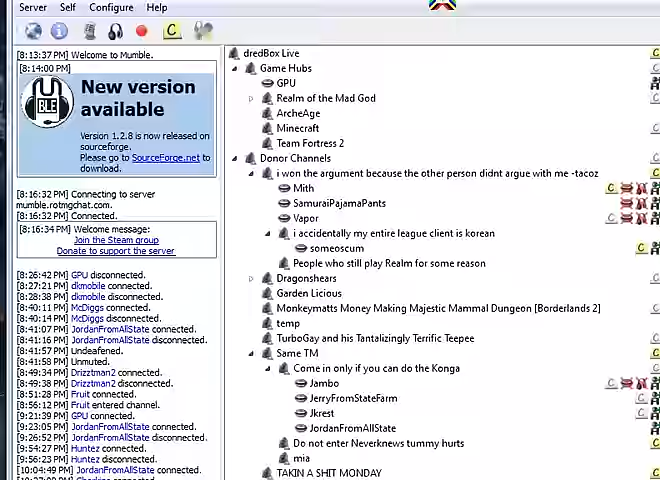 Server Self Configure Help
[8:13:37 PM] Welcome to Mumble.
[8:14:00 PM]
BLE
New version
available
Version 1.2.8 is now released on
sourceforge.
Please go to SourceForge.net to
download.
[8:16:32 PM] Connecting to server
mumble.rotmgchat.com.
[8:16:32 PM] Connected.
[8:16:34 PM] Welcome message:
Join the Steam group
Donate to support the server
[8:26:42 PM] GPU disconnected.
[8:27:21 PM] dkmobile connected.
[8:28:38 PM] dkmobile disconnected.
[8:40:11 PM] McDiggs connected.
[8:40:14 PM] McDiggs disconnected.
[8:41:07 PM] JordanFromAllState connected.
[8:41:16 PM] JordanFromAllState disconnected.
[8:41:57 PM] Undeafened.
[8:41:58 PM] Unmuted.
[8:49:34 PM] Drizztman2 connected.
[8:49:38 PM] Drizztman2 disconnected.
[8:51:28 PM] Fruit connected.
[8:56:12 PM] Fruit entered channel.
[9:21:39 PM] GPU connected.
[9:23:05 PM] JordanFromAllState connected.
[9:26:52 PM] JordanFromAllState disconnected.
[9:54:27 PM] Huntez connected.
[9:56:23 PM] Huntez disconnected.
[10:04:49 PM] JordanFromAllState connected.
dredBox Live
Game Hubs
GPU
Realm of the Mad God
ArcheAge
Minecraft
Team Fortress 2
Donor Channels
i won the argument because the other person didnt argue with me -tacoz
Mith
SamuraiPajamaPants
Vapor
i accidentally my entire league client is korean
someoscum
People who still play Realm for some reason
Dragonshears
Garden Licious
Monkeymatts Money Making Majestic Mammal Dungeon [Borderlands 2]
temp
TurboGay and his Tantalizingly Terrific Teepee
Same TM
Come in only if you can do the Konga
Jambo
JerryFromStateFarm
Jkrest
JordanFromAllState
Do not enter Neverknews tummy hurts
mia
TAKIN A SHIT MONDAY